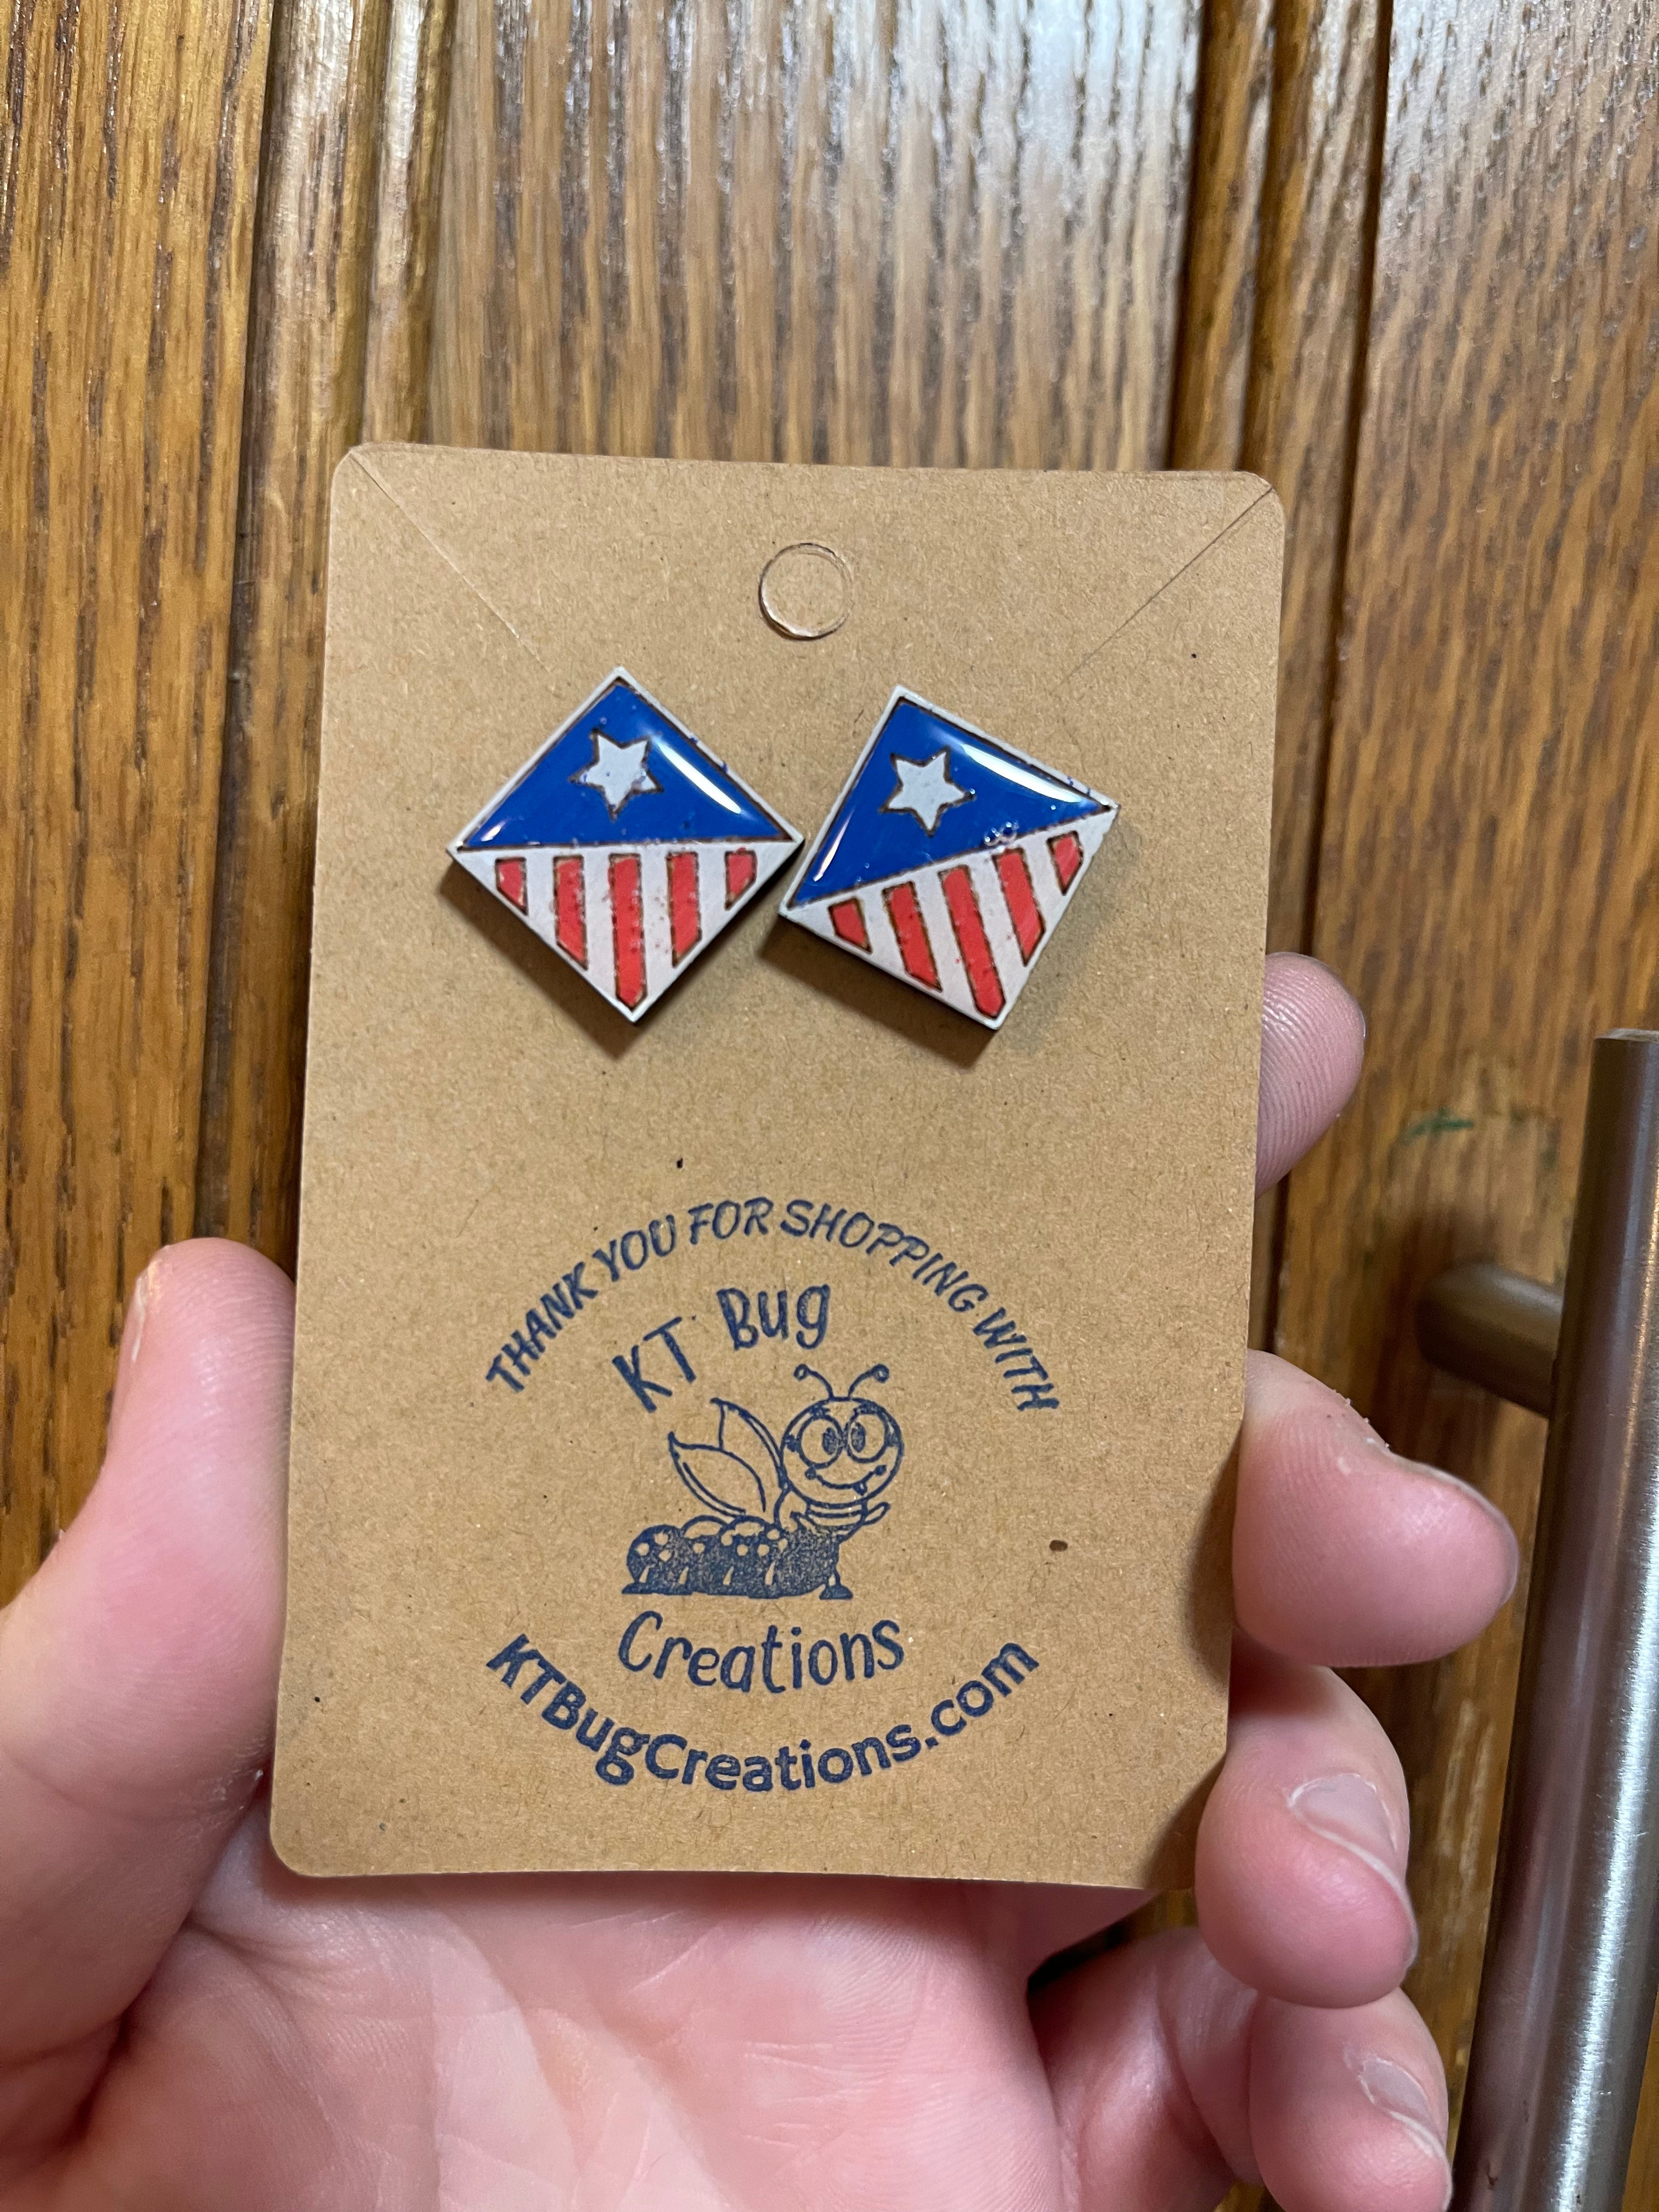 THANK YOU FOR SHOPPING WITH
KT Bug
Creations
KTBugCreations.com